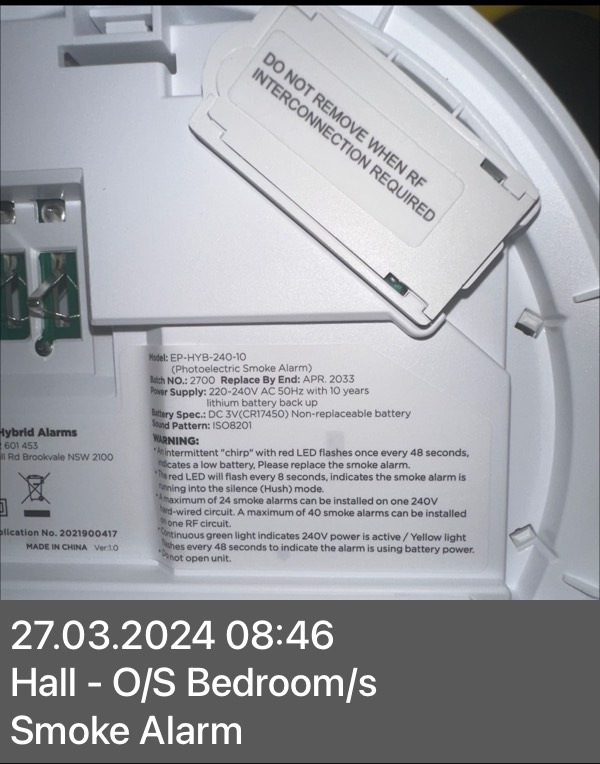 DO NOT REMOVE WHEN RF
INTERCONNECTION REQUIRED
Model: EP-HYB-240-10
(Photoelectric Smoke Alarm)
Batch NO.: 2700 Replace By End: APR. 2033
Power Supply: 220-240V AC 50Hz with 10 years
lithium battery back up
Battery Spec.: DC 3V(CR17450) Non-replaceable battery
Sound Pattern: ISO8201
WARNING:
• An intermittent "chirp" with red LED flashes once every 48 seconds,
indicates a low battery, Please replace the smoke alarm.
• The red LED will flash every 8 seconds, indicates the smoke alarm is
running into the silence (Hush) mode.
• A maximum of 24 smoke alarms can be installed on one 240V
hard-wired circuit. A maximum of 40 smoke alarms can be installed
on one RF circuit.
• Continuous green light indicates 240V power is active / Yellow light
flashes every 48 seconds to indicate the alarm is using battery power.
• Do not open unit.
Hybrid Alarms
601 453
ll Rd Brookvale NSW 2100
plication No. 2021900417
MADE IN CHINA Ver:1.0
27.03.2024 08:46
Hall - O/S Bedroom/s
Smoke Alarm